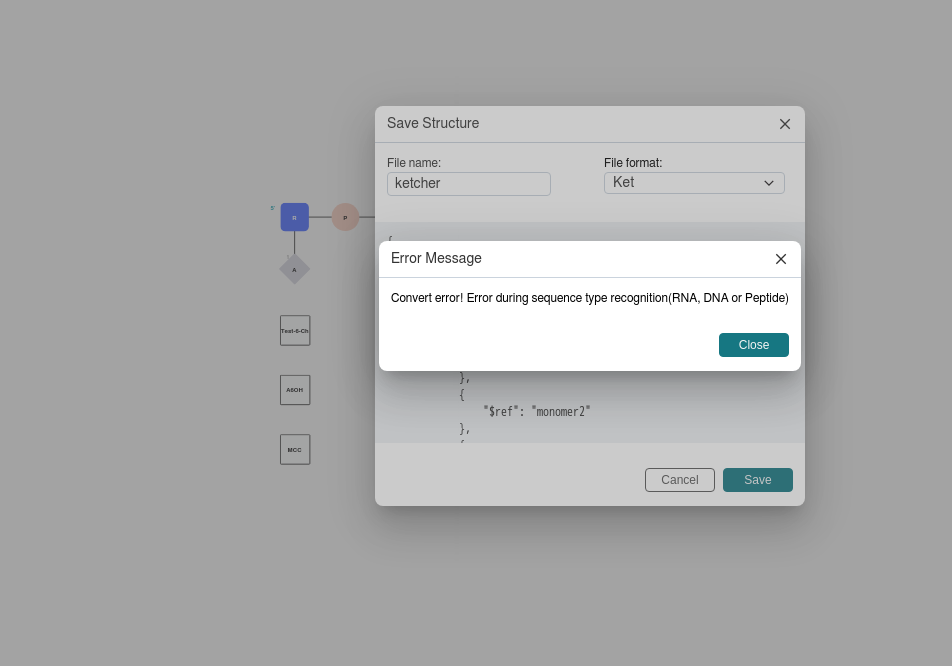 Save Structure
File name:
ketcher
File format:
Ket
{
Error Message
Convert error! Error during sequence type recognition(RNA, DNA or Peptide)
Close
},
{
"$ref": "monomer2"
},
{
Cancel
Save
5'
R
P
A
Test-6-Ch
A6OH
MCC